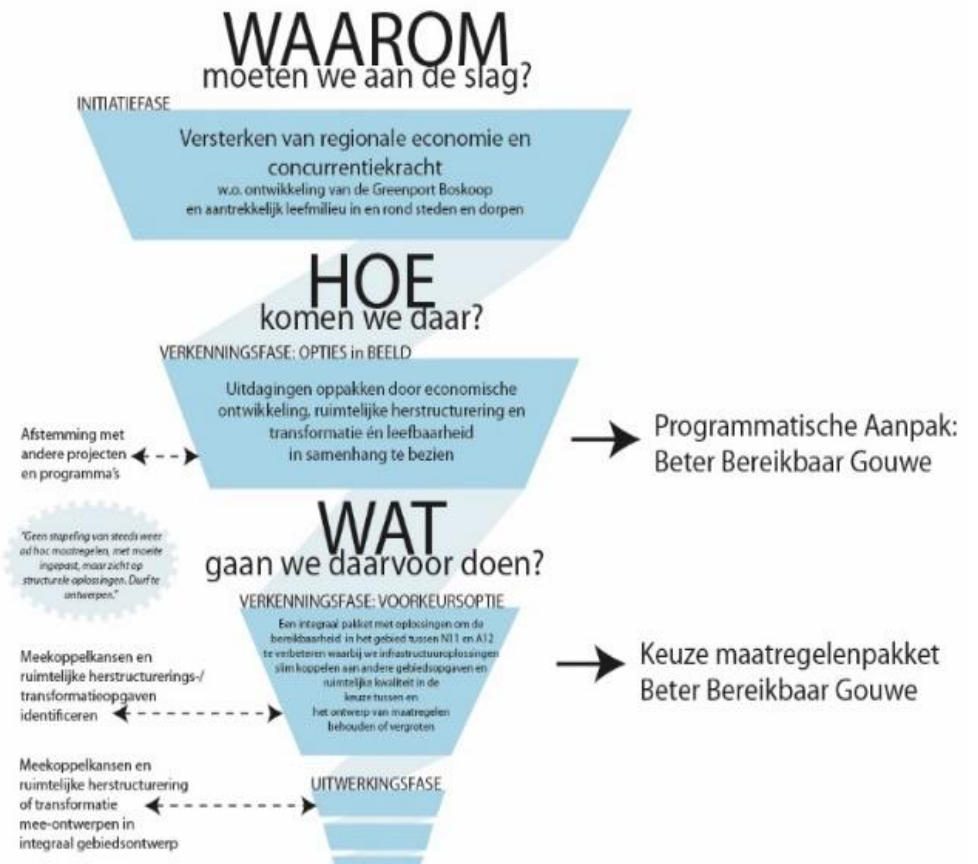 WAAROM
moeten we aan de slag?
INITIATIEFASE
Versterken van regionale economie en
concurrentiekracht
w.o. ontwikkeling van de Greenport Boskoop
en aantrekkelijk leefmilieu in en rond steden en dorpen
HOE
komen we daar?
VERKENNINGSFASE: OPTIES in BEELD
Uitdagingen oppakken door economische
ontwikkeling, ruimtelijke herstructurering en
transformatie én leefbaarheid
in samenhang te bezien
Afstemming met
andere projecten
en programma's
Programmatische Aanpak:
Beter Bereikbaar Gouwe
WAT
gaan we daarvoor doen?
"Geen stapeling van steeds weer
ad hoc maatregelen, met moeite
ingepast, maar zicht op
structurele oplossingen. Durf te
ontwerpen."
VERKENNINGSFASE: VOORKEURSOPTIE
Een integraal pakket met oplossingen om de
bereikbaarheid in het gebied tussen N11 en A12
te verbeteren waarbij we infrastructuuroplossingen
slim koppelen aan andere gebiedsopgaven en
ruimtelijke kwaliteit in de
keuze tussen en
het ontwerp van maatregelen
behouden of vergroten
Meekoppelkansen en
ruimtelijke herstructurerings-/
transformatieopgaven
identificeren
Keuze maatregelenpakket
Beter Bereikbaar Gouwe
UITWERKINGSFASE
Meekoppelkansen en
ruimtelijke herstructurering
of transformatie
mee-ontwerpen in
integraal gebiedsontwerp